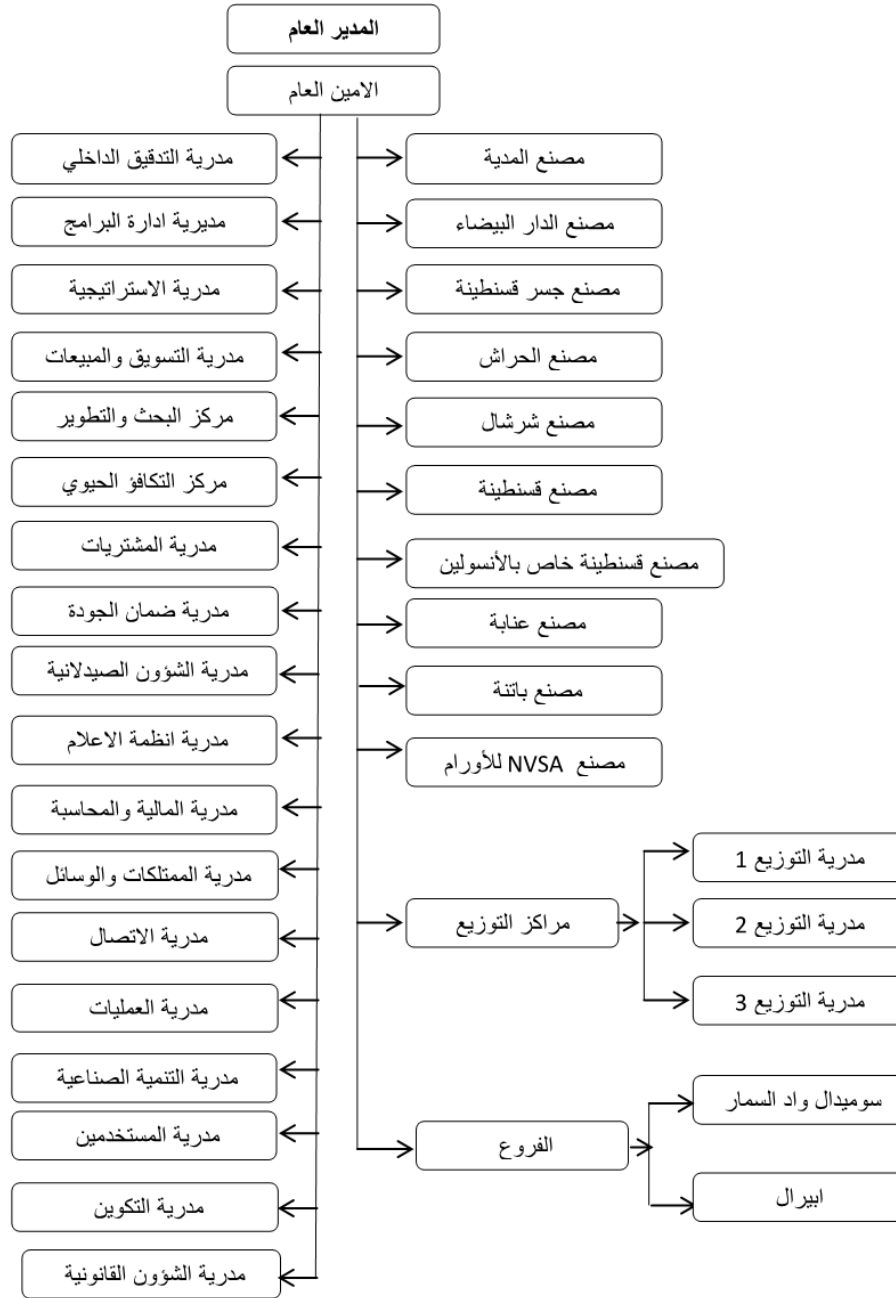 المدير العام
الامين العام
مصنع المدية
مصنع الدار البيضاء
مصنع جسر قسنطينة
مصنع الحراش
مصنع شرشال
مصنع قسنطينة
مصنع قسنطينة خاص بالأنسولين
مصنع عنابة
مصنع باتنة
مصنع NVSA للأورام
مراكز التوزيع
مدرية التوزيع 1
مدرية التوزيع 2
مدرية التوزيع 3
الفروع
سوميدال واد السمار
ابيرال
مدرية التدقيق الداخلي
مديرية ادارة البرامج
مدرية الاستراتيجية
مدرية التسويق والمبيعات
مركز البحث والتطوير
مركز التكافؤ الحيوي
مدرية المشتريات
مدرية ضمان الجودة
مدرية الشؤون الصيدلانية
مدرية انظمة الاعلام
مدرية المالية والمحاسبة
مدرية الممتلكات والوسائل
مدرية الاتصال
مدرية العمليات
مدرية التنمية الصناعية
مدرية المستخدمين
مدرية التكوين
مدرية الشؤون القانونية